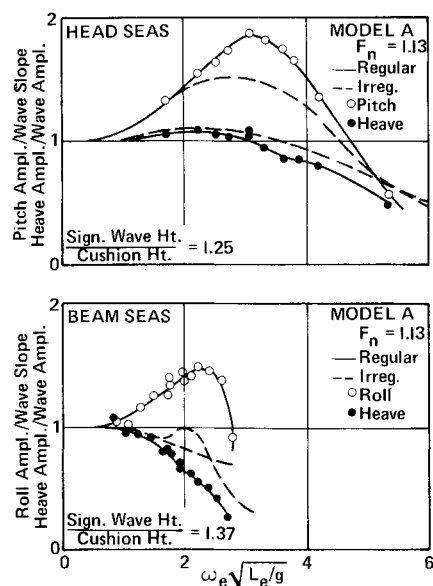 HEAD SEAS
MODEL A
Fn = 1.13
Regular
Irreg.
Pitch
Heave
Pitch Ampl./Wave Slope
Heave Ampl./Wave Ampl.
2
1
0
Sign. Wave Ht.
Cushion Ht.
= 1.25
BEAM SEAS
MODEL A
Fn = 1.13
Regular
Irreg.
Roll
Heave
Roll Ampl./Wave Slope
Heave Ampl./Wave Ampl.
2
1
0
Sign. Wave Ht.
Cushion Ht.
= 1.37
0 2 4 6
ωe√Le/g